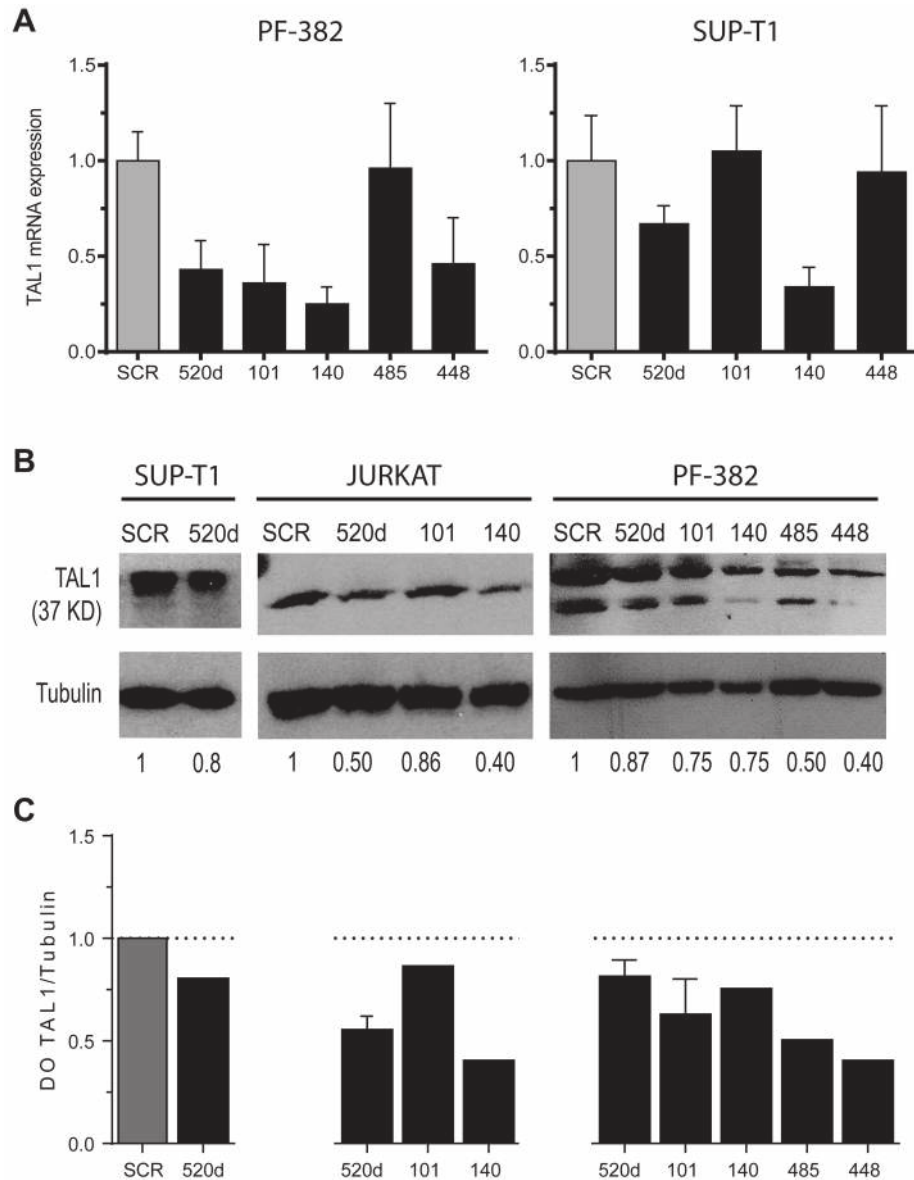 A
PF-382
SUP-T1
TAL1 mRNA expression
1.5
1.0
0.5
0.0
SCR 520d 101 140 485 448
1.5
1.0
0.5
0.0
SCR 520d 101 140 448
B
SUP-T1 JURKAT PF-382
SCR 520d SCR 520d 101 140 SCR 520d 101 140 485 448
TAL1
(37 KD)
Tubulin
1 0.8 1 0.50 0.86 0.40 1 0.87 0.75 0.75 0.50 0.40
C
DO TAL1/Tubulin
1.5
1.0
0.5
0.0
SCR 520d 520d 101 140 520d 101 140 485 448